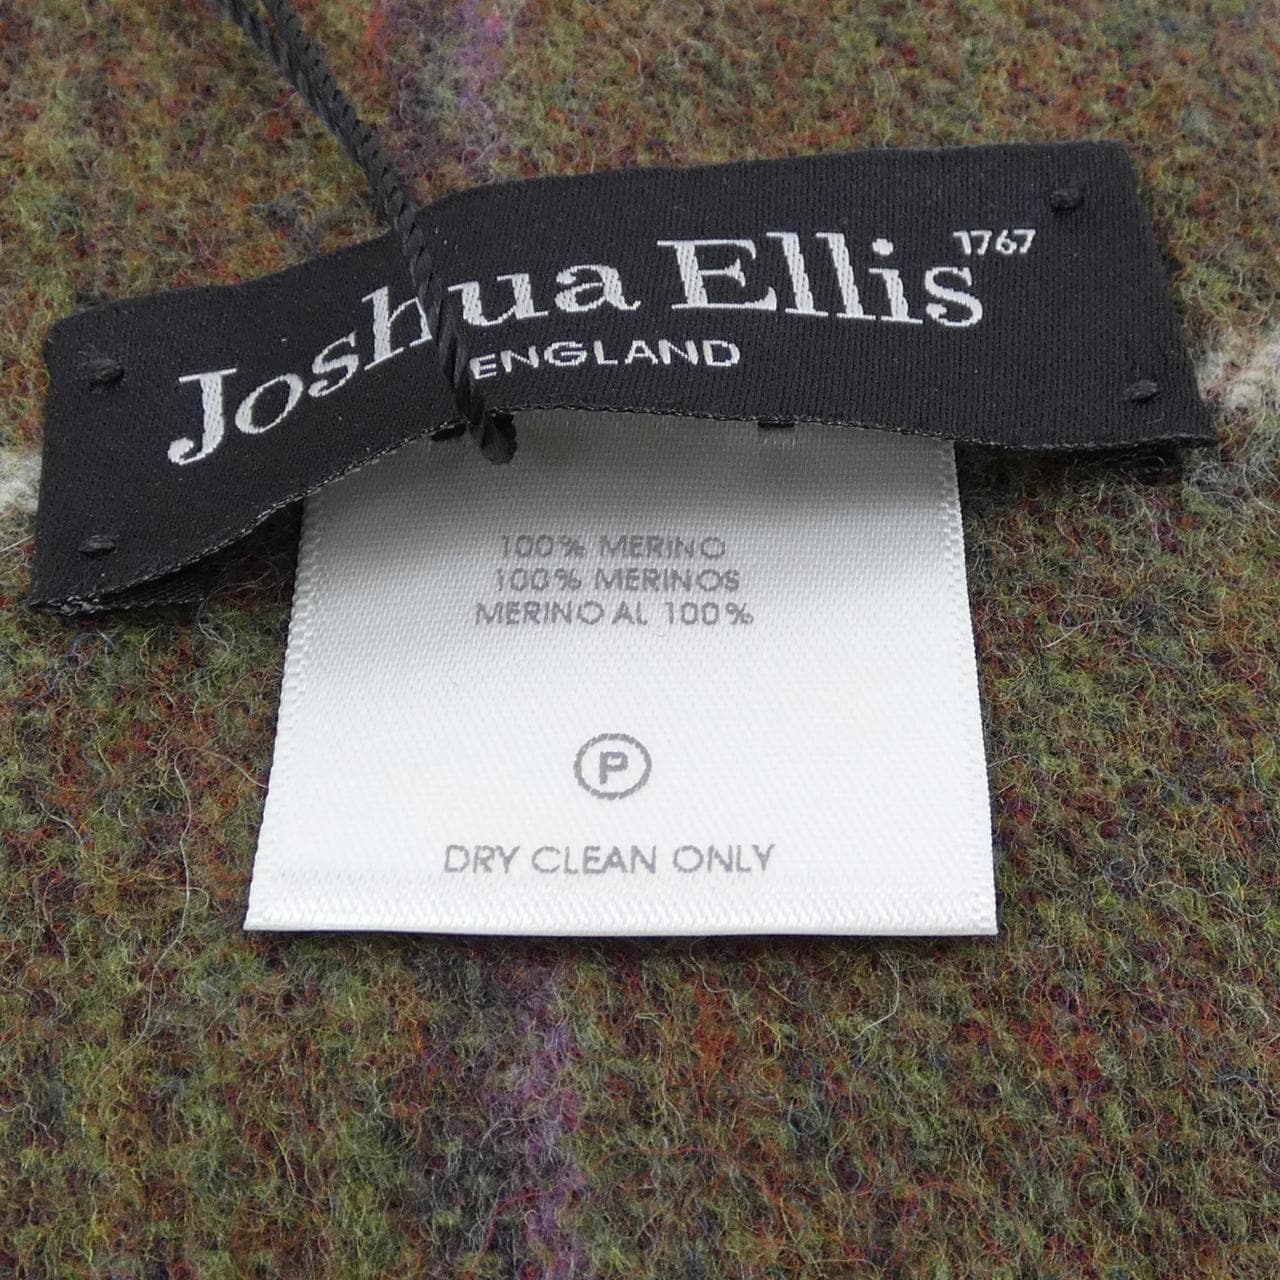 Joshua Ellis 1767
ENGLAND
100% MERINO
100% MERINOS
MERINO AL 100%
P
DRY CLEAN ONLY